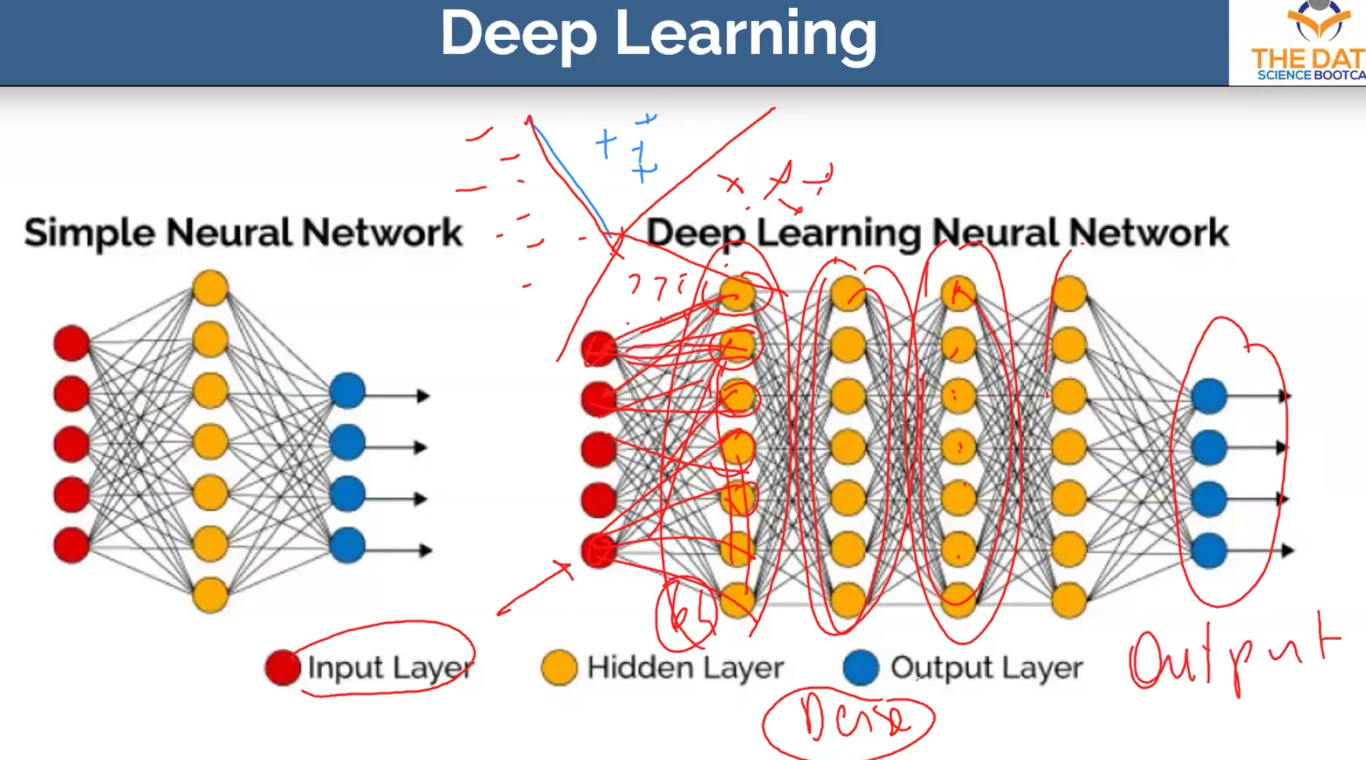 Deep Learning
THE DAT
SCIENCE BOOTCA
Simple Neural Network
Deep Learning Neural Network
Input Layer
Hidden Layer
Output Layer
Output
Dense